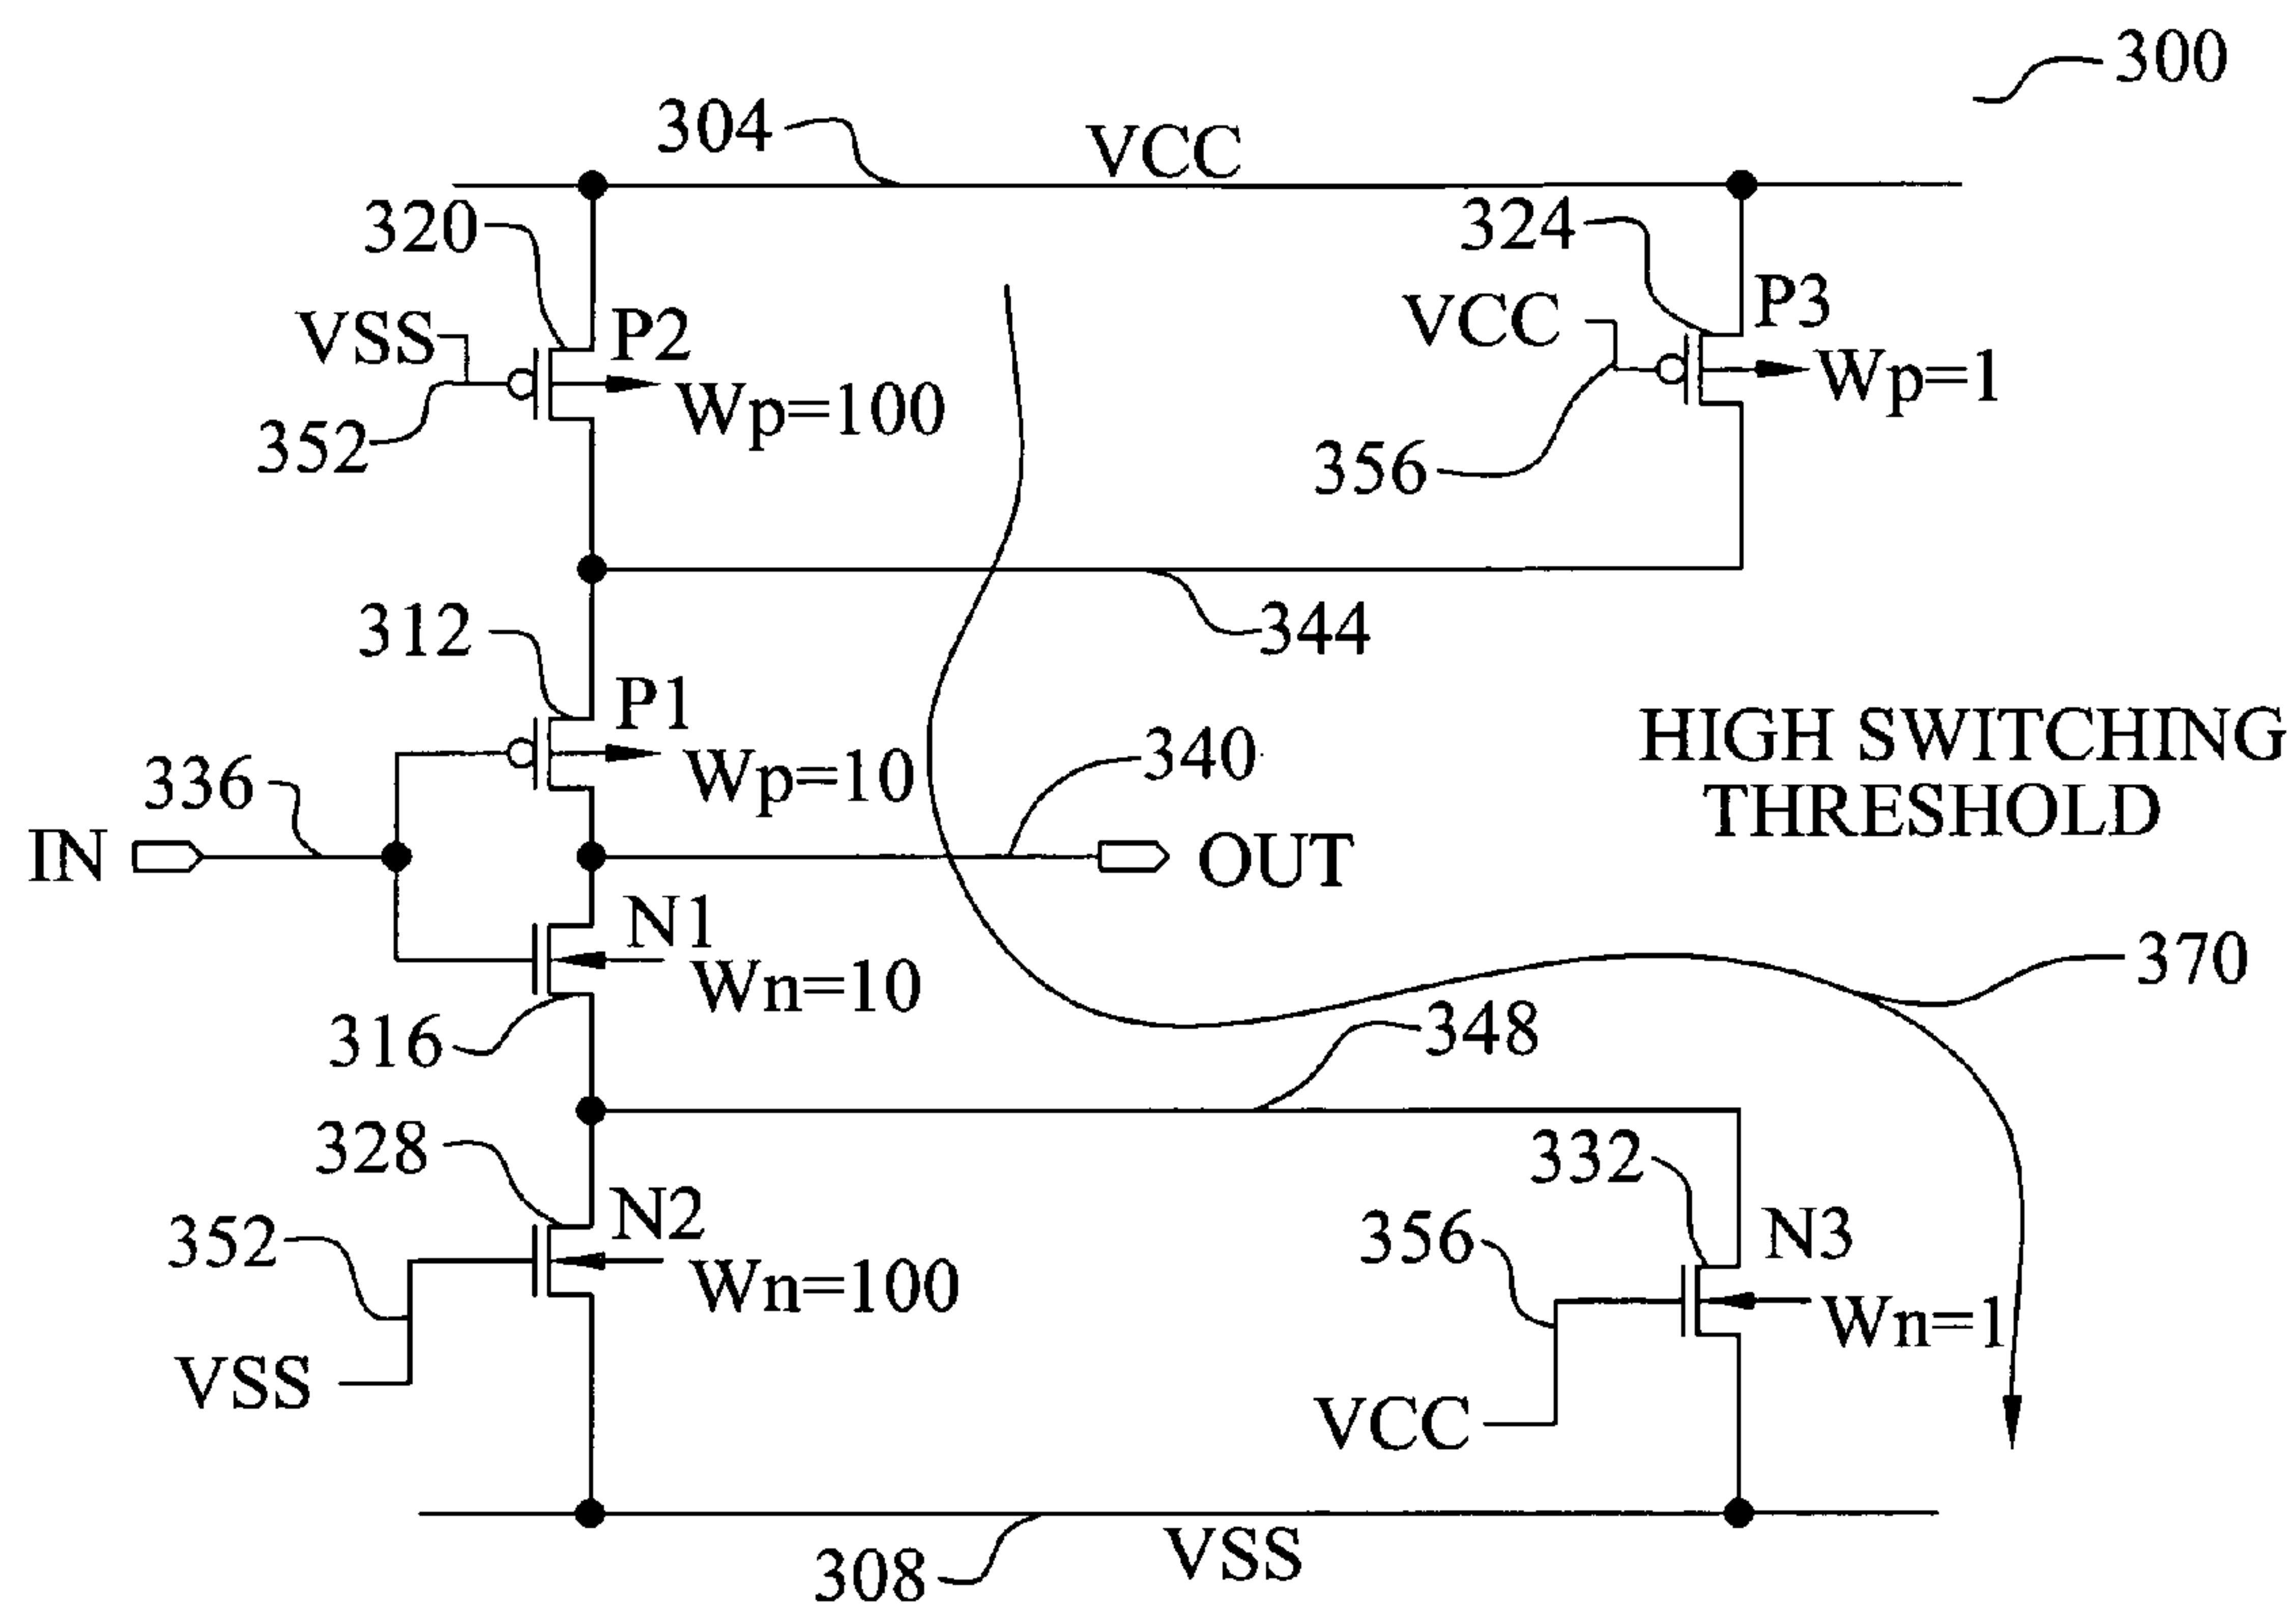 300
304
VCC
320
324
P3
VSS
P2
VCC
Wp=1
Wp=100
352
356
312
344
P1
HIGH SWITCHING
THRESHOLD
336
Wp=10
340
IN
OUT
N1
Wn=10
370
316
348
328
332
N2
N3
352
356
Wn=100
Wn=1
VSS
VCC
308
VSS